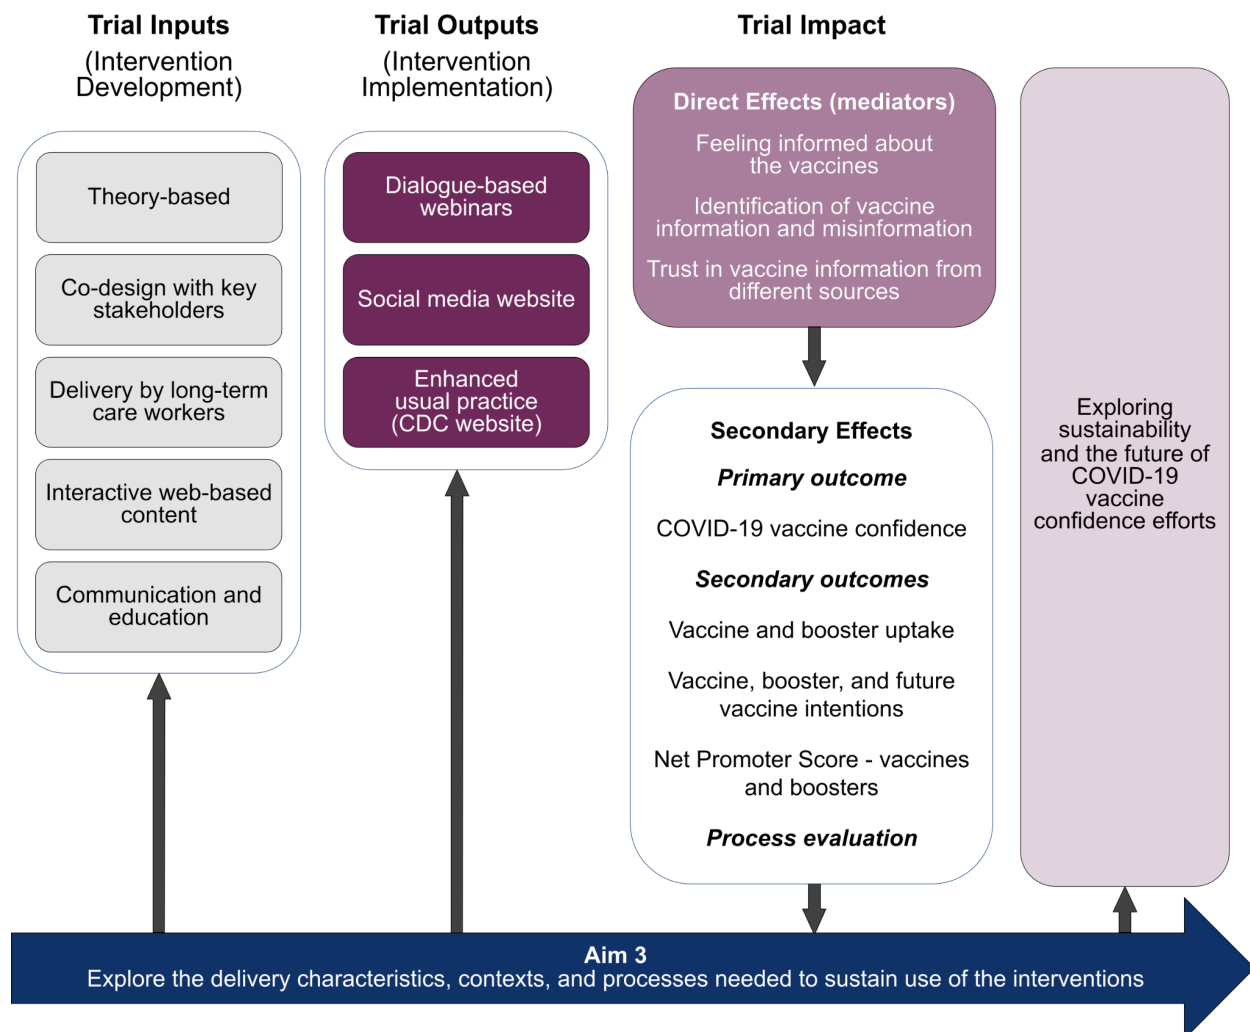 Trial Inputs
(Intervention
Development)
Theory-based
Co-design with key
stakeholders
Delivery by long-term
care workers
Interactive web-based
content
Communication and
education
Trial Outputs
(Intervention
Implementation)
Dialogue-based
webinars
Social media website
Enhanced
usual practice
(CDC website)
Trial Impact
Direct Effects (mediators)
Feeling informed about
the vaccines
Identification of vaccine
information and misinformation
Trust in vaccine information from
different sources
Secondary Effects
Primary outcome
COVID-19 vaccine confidence
Secondary outcomes
Vaccine and booster uptake
Vaccine, booster, and future
vaccine intentions
Net Promoter Score - vaccines
and boosters
Process evaluation
Exploring
sustainability
and the future of
COVID-19
vaccine
confidence efforts
Aim 3
Explore the delivery characteristics, contexts, and processes needed to sustain use of the interventions